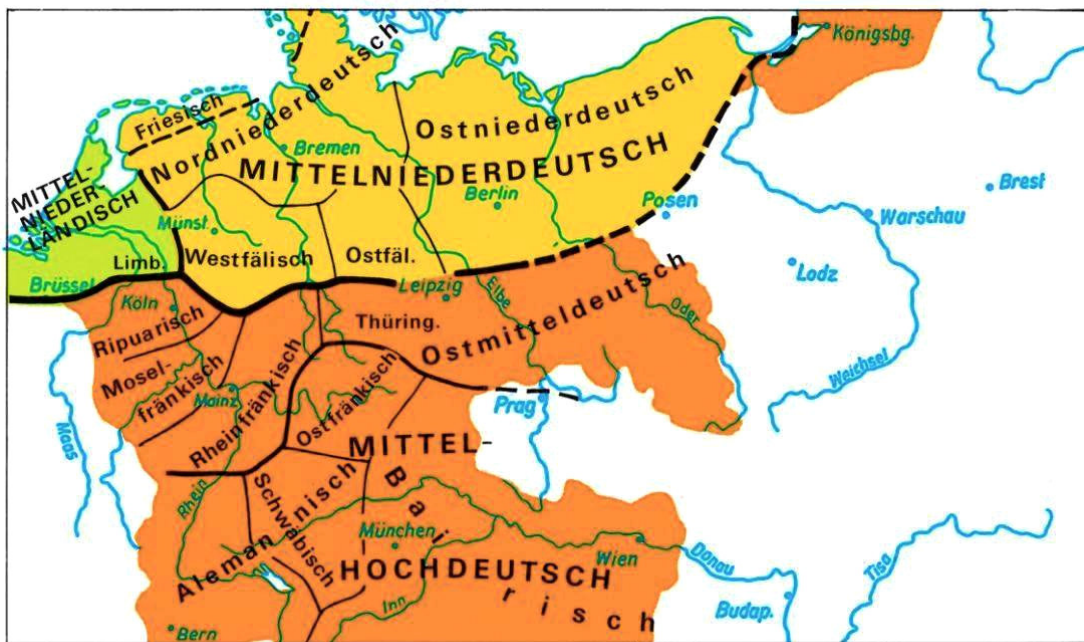 Königsbg.
Friesisch
Nordniederdeutsch
Ostniederdeutsch
Bremen
MITTELNIEDERDEUTSCH
MITTEL-
NIEDER-
LÄNDISCH
Brest
Berlin
Posen
Warschau
Münst.
Limb.
Westfälisch
Ostfäl.
Lodz
Brüssel
Köln
Leipzig
Elbe
Oder
Ripuarisch
Thüring.
Ostmitteldeutsch
Weichsel
Mosel-
fränkisch
Mainz
Rheinfränkisch
Ostfränkisch
Prag
Maas
MITTEL-
Rhein
Schwäbisch
Alemannisch
Bairisch
München
Wien
Donau
Tisa
HOCHDEUTSCH
Inn
Budap.
Bern